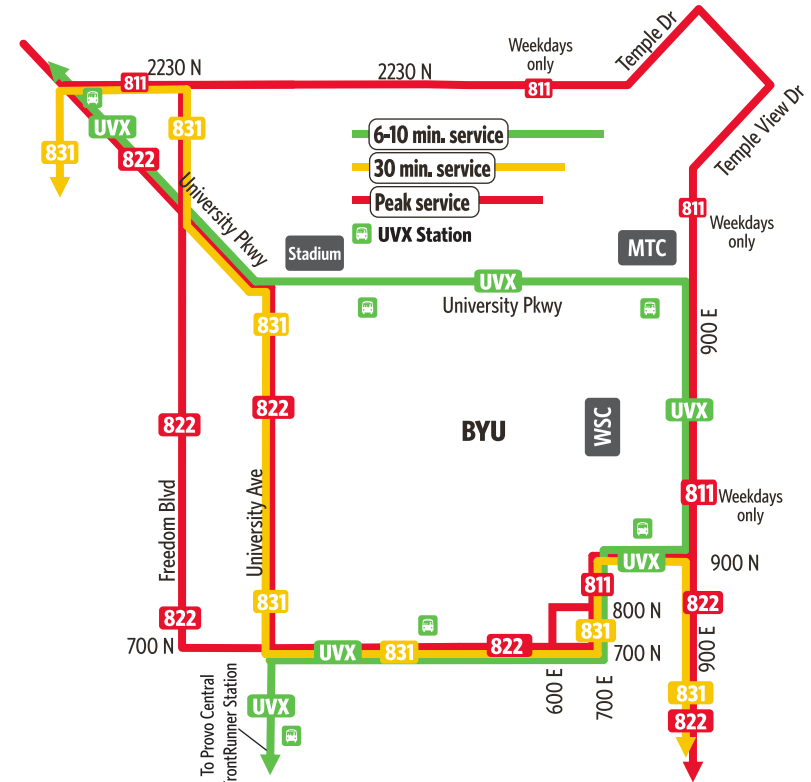 Temple Dr
Weekdays
only
2230 N
2230 N
811
811
Temple View Dr
UVX
831
831
822
6-10 min. service
30 min. service
Peak service
UVX Station
University Pkwy
811
Weekdays
only
Stadium
MTC
UVX
University Pkwy
831
900 E
822
822
UVX
BYU
WSC
Freedom Blvd
University Ave
811
Weekdays
only
UVX
900 N
811
831
822
822
800 N
831
700 N
UVX
831
822
700 N
900 E
600 E
700 E
UVX
831
822
To Provo Central
FrontRunner Station